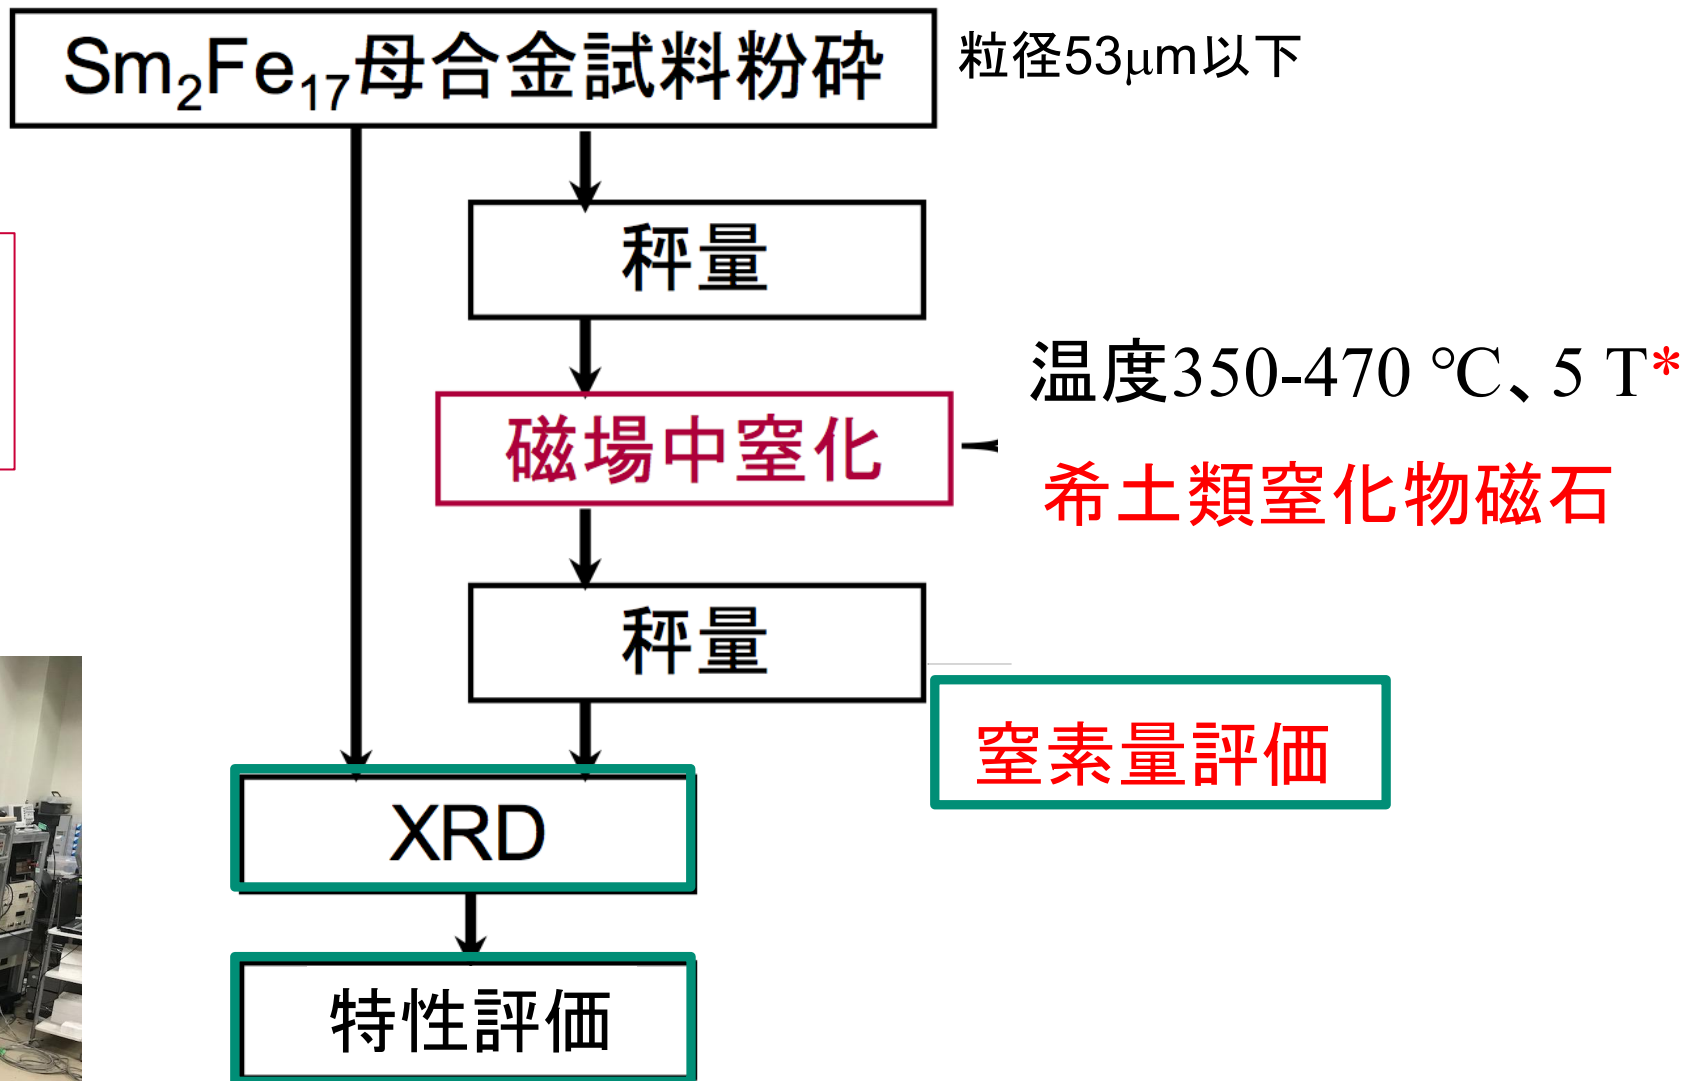 Sm₂Fe₁₇母合金試料粉砕
粒径53μm以下
秤量
温度350-470 ℃、5 T*
磁場中窒化
希土類窒化物磁石
秤量
窒素量評価
XRD
特性評価